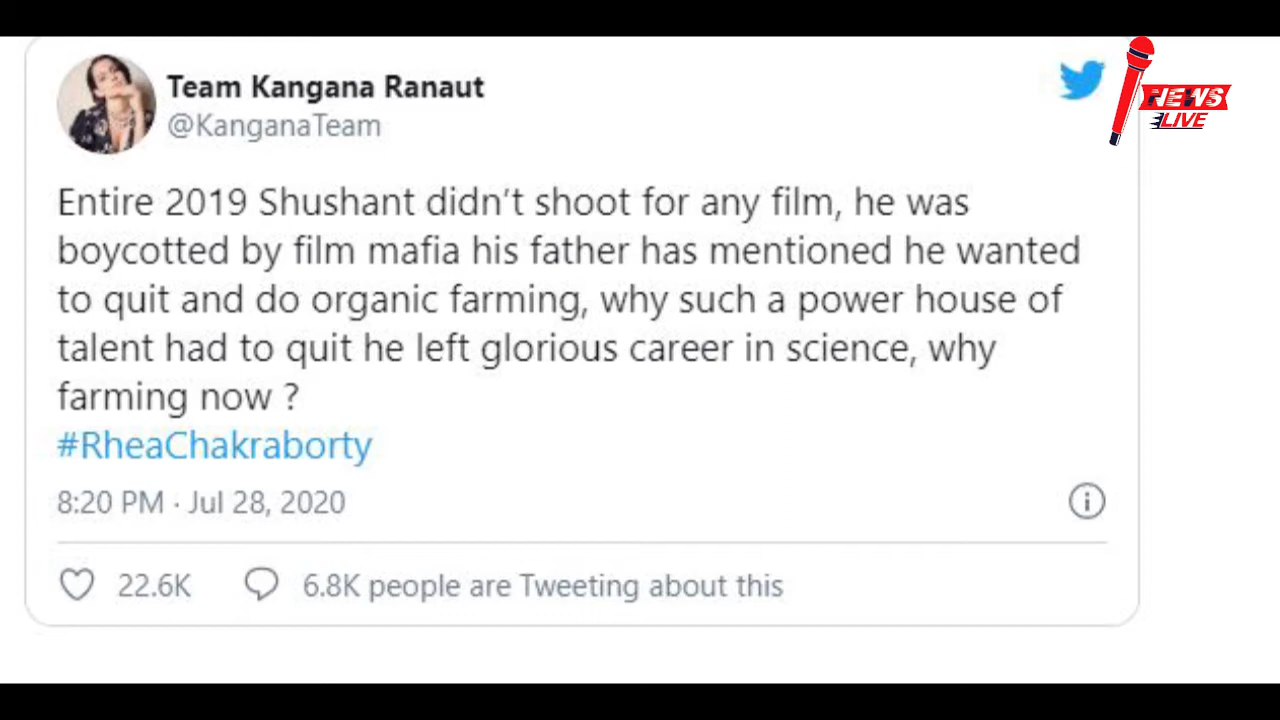 Team Kangana Ranaut
@KanganaTeam
NEWS
LIVE
Entire 2019 Shushant didn't shoot for any film, he was
boycotted by film mafia his father has mentioned he wanted
to quit and do organic farming, why such a power house of
talent had to quit he left glorious career in science, why
farming now ?
#RheaChakraborty
8:20 PM · Jul 28, 2020
22.6K 6.8K people are Tweeting about this